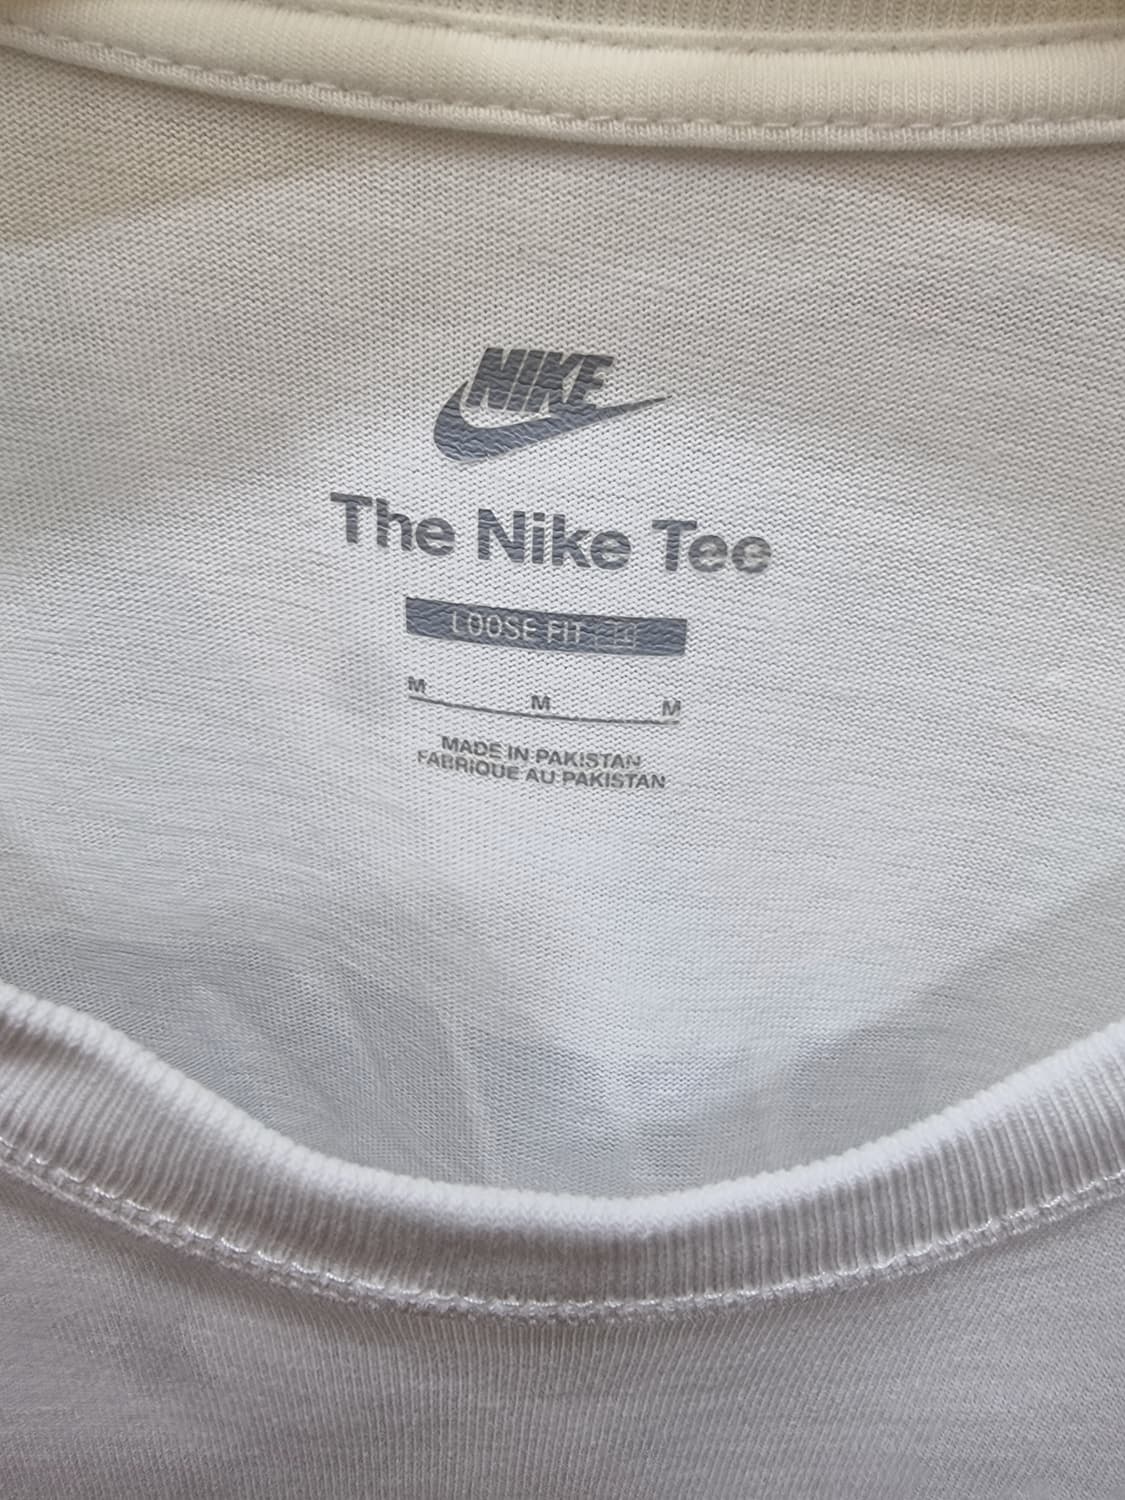 NIKE
The Nike Tee
LOOSE FIT
M M M
MADE IN PAKISTAN
FABRIQUE AU PAKISTAN